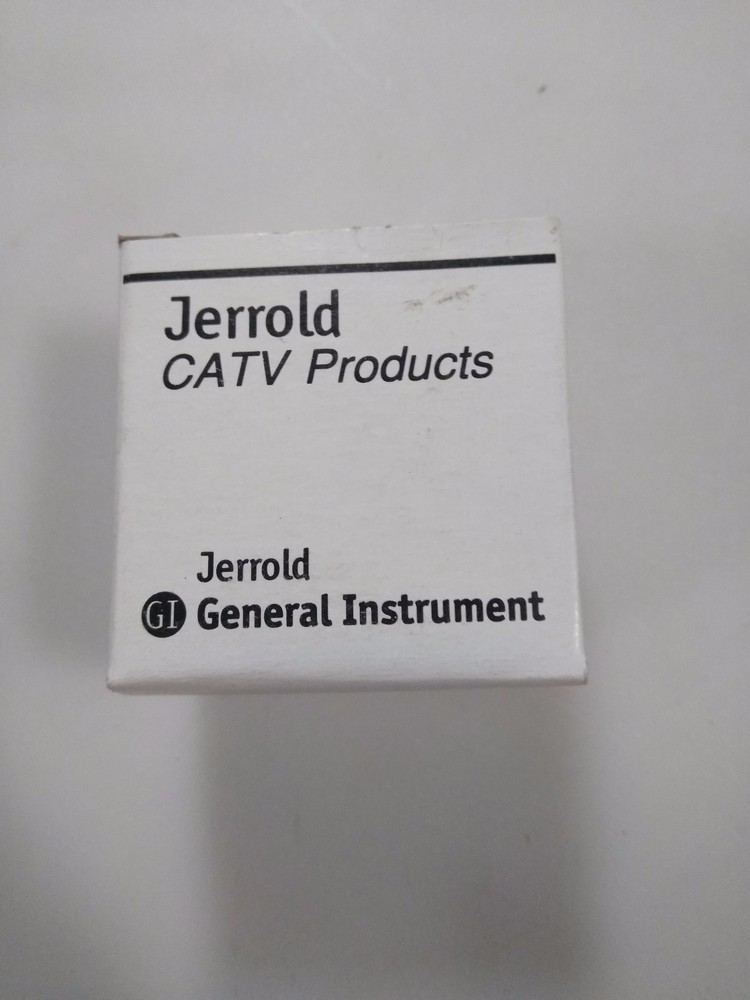 Jerrold
CATV Products
Jerrold
GI General Instrument